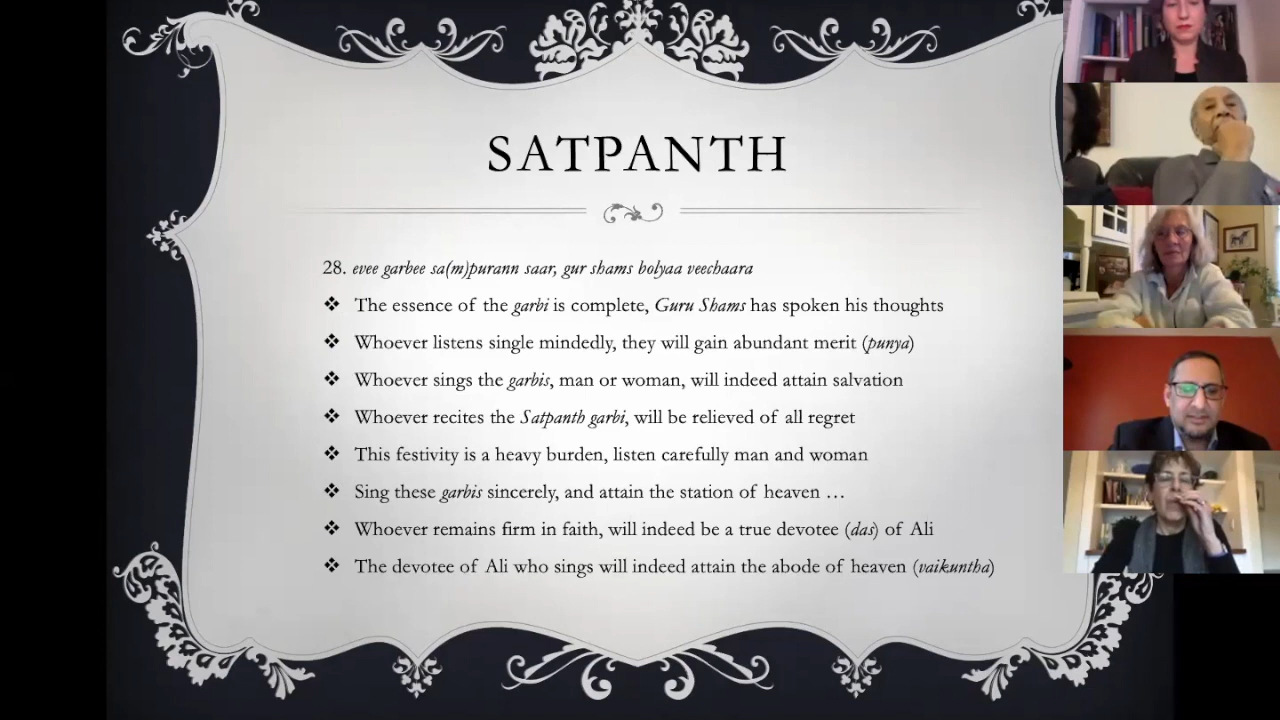 SATPANTH
28. evee garbee sa(m)purann saar, gur shams bolyaa veechaara
❖ The essence of the garbi is complete, Guru Shams has spoken his thoughts
❖ Whoever listens single mindedly, they will gain abundant merit (punya)
❖ Whoever sings the garbis, man or woman, will indeed attain salvation
❖ Whoever recites the Satpanth garbi, will be relieved of all regret
❖ This festivity is a heavy burden, listen carefully man and woman
❖ Sing these garbis sincerely, and attain the station of heaven …
❖ Whoever remains firm in faith, will indeed be a true devotee (das) of Ali
❖ The devotee of Ali who sings will indeed attain the abode of heaven (vaikuntha)